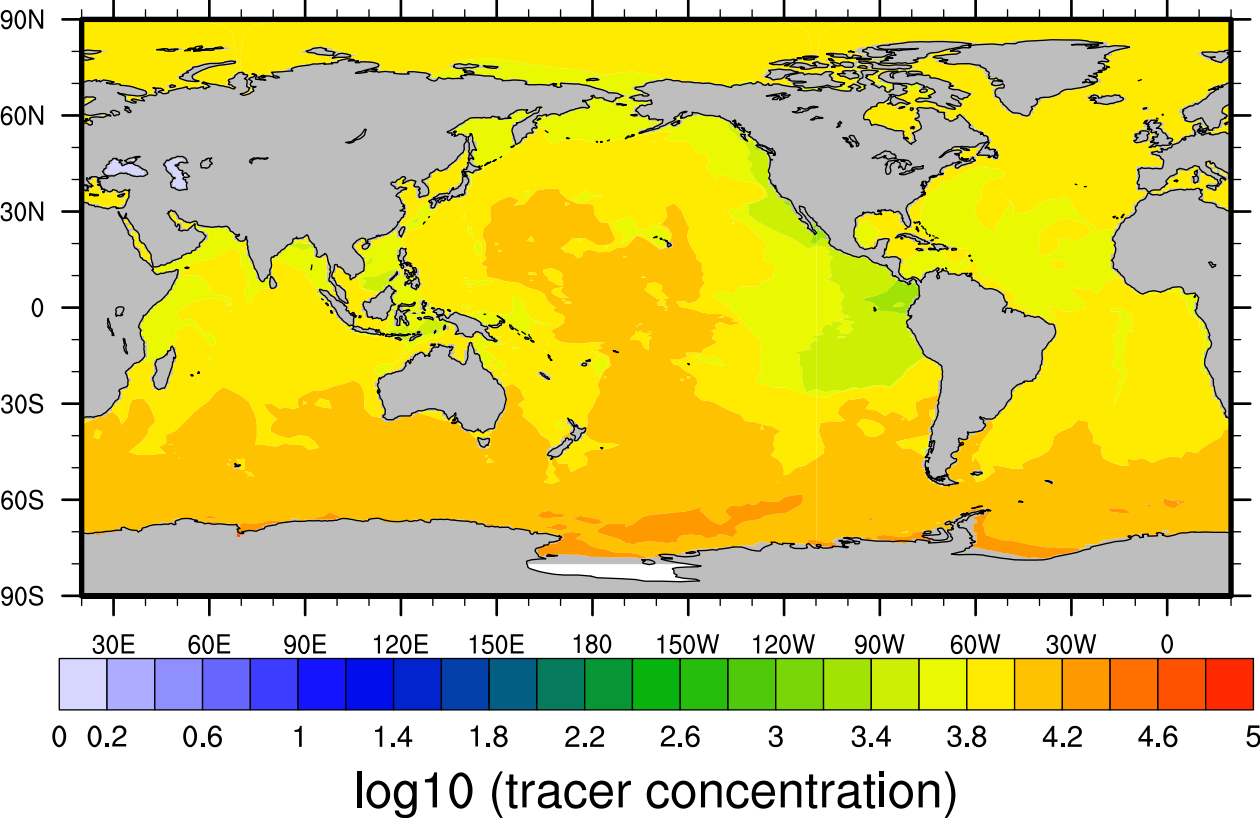 90N
60N
30N
0
30S
60S
90S
30E 60E 90E 120E 150E 180 150W 120W 90W 60W 30W 0
0 0.2 0.6 1 1.4 1.8 2.2 2.6 3 3.4 3.8 4.2 4.6 5
log10 (tracer concentration)